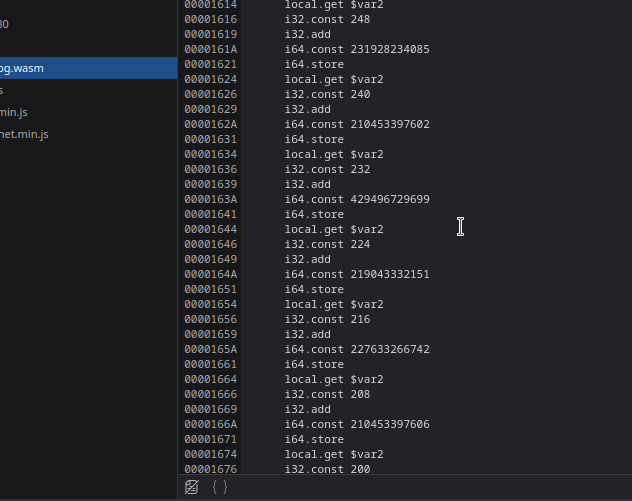 80
og.wasm
s
min.js
net.min.js
00001614 local.get $var2
00001616 i32.const 248
00001619 i32.add
0000161A i64.const 231928234085
00001621 i64.store
00001624 local.get $var2
00001626 i32.const 240
00001629 i32.add
0000162A i64.const 210453397602
00001631 i64.store
00001634 local.get $var2
00001636 i32.const 232
00001639 i32.add
0000163A i64.const 429496729699
00001641 i64.store
00001644 local.get $var2
00001646 i32.const 224
00001649 i32.add
0000164A i64.const 219043332151
00001651 i64.store
00001654 local.get $var2
00001656 i32.const 216
00001659 i32.add
0000165A i64.const 227633266742
00001661 i64.store
00001664 local.get $var2
00001666 i32.const 208
00001669 i32.add
0000166A i64.const 210453397606
00001671 i64.store
00001674 local.get $var2
00001676 i32.const 200
{ }